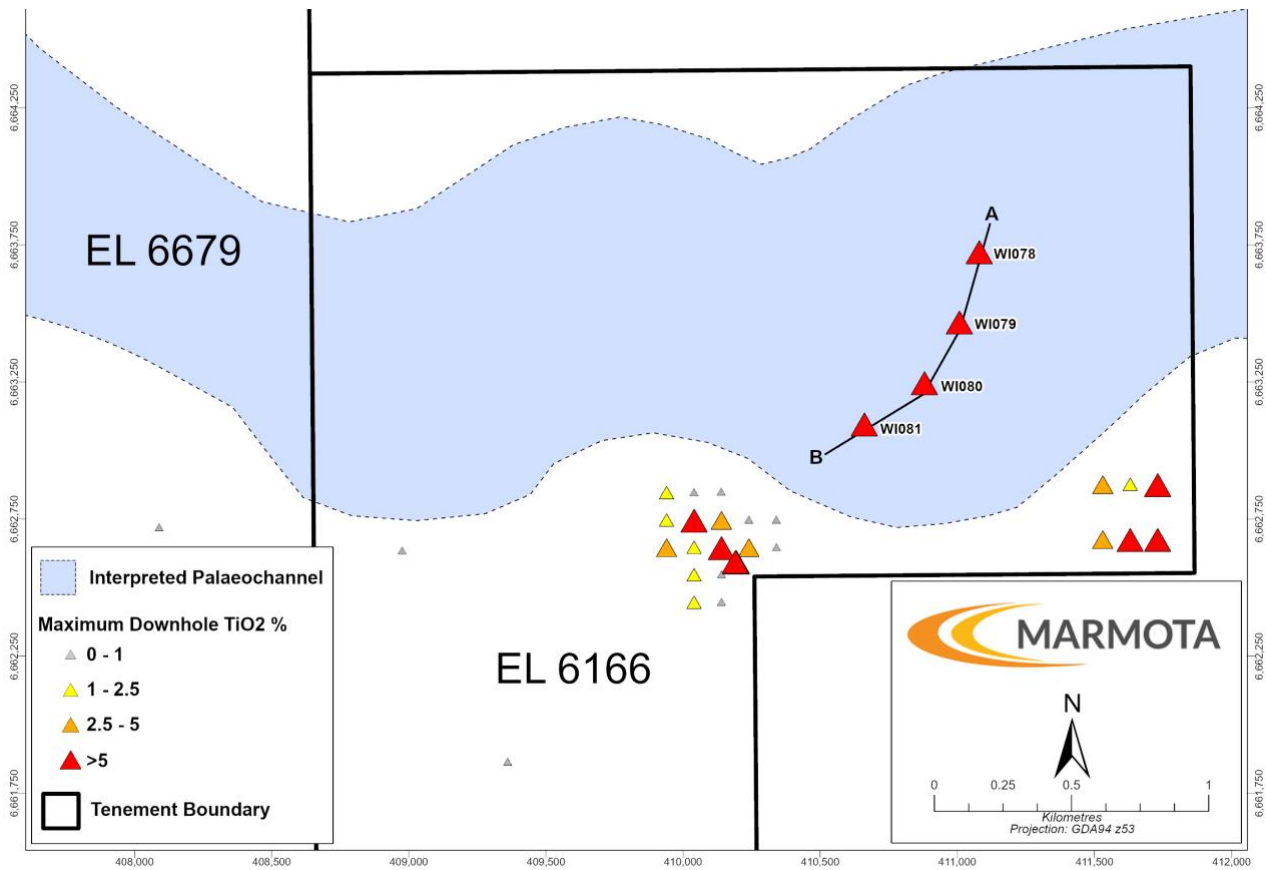 A
WI078
EL 6679
WI079
WI080
WI081
B
Interpreted Palaeochannel
Maximum Downhole TiO2 %
0 - 1
1 - 2.5
2.5 - 5
>5
Tenement Boundary
EL 6166
MARMOTA
N
0 0.25 0.5 1
Kilometres
Projection: GDA94 z53
6,664,250
6,663,750
6,663,250
6,662,750
6,662,250
6,661,750
6,664,250
6,663,750
6,663,250
6,662,750
6,662,250
6,661,750
408,000 408,500 409,000 409,500 410,000 410,500 411,000 411,500 412,000